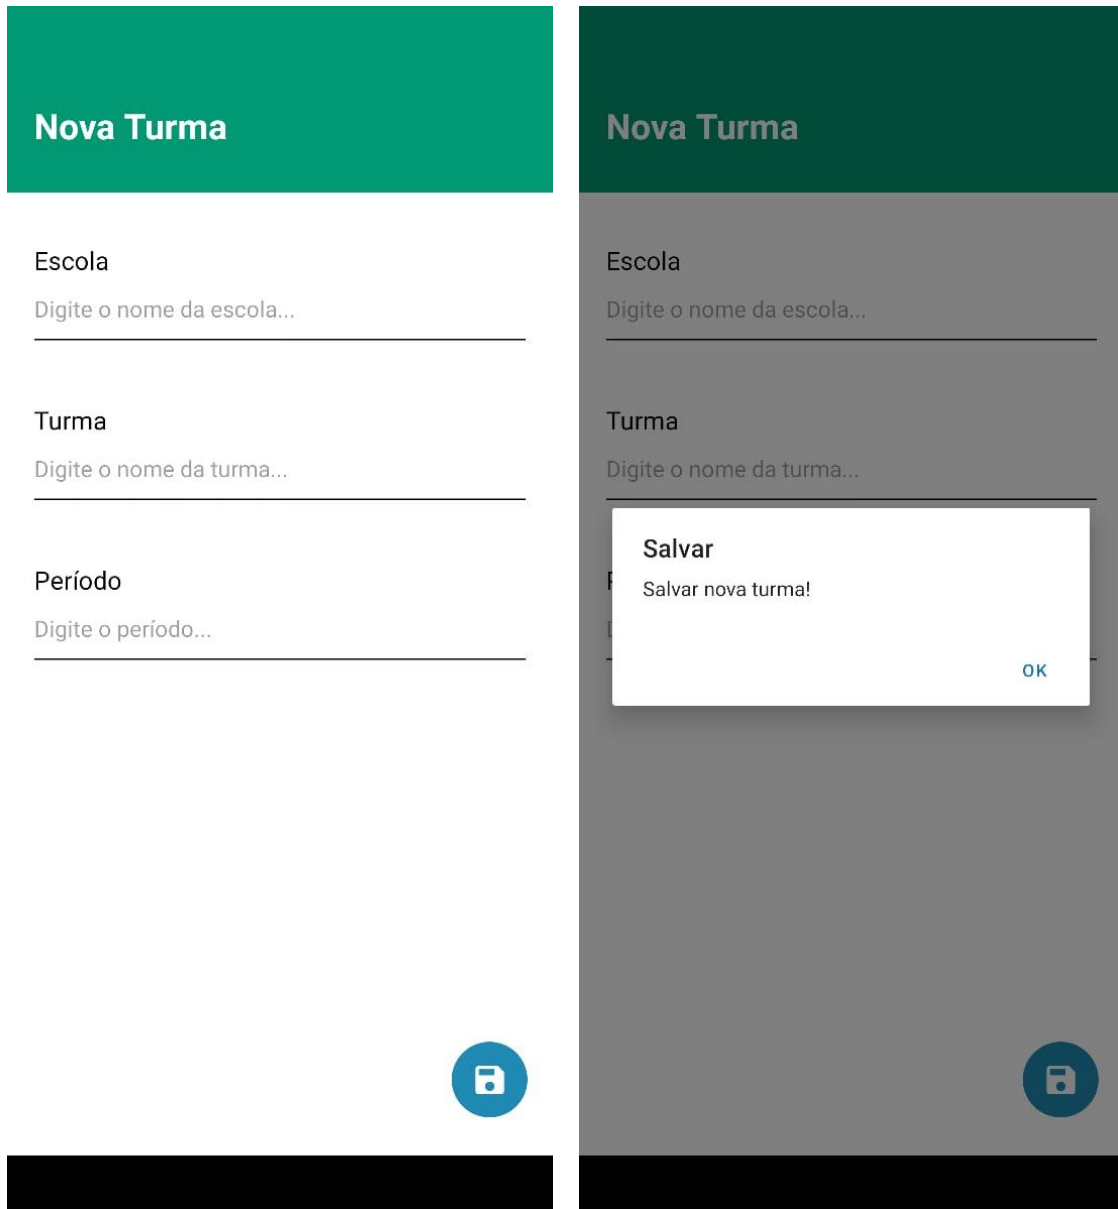 Nova Turma
Escola
Digite o nome da escola...
Turma
Digite o nome da turma...
Período
Digite o período...
Nova Turma
Escola
Digite o nome da escola...
Turma
Digite o nome da turma...
Salvar
Salvar nova turma!
OK